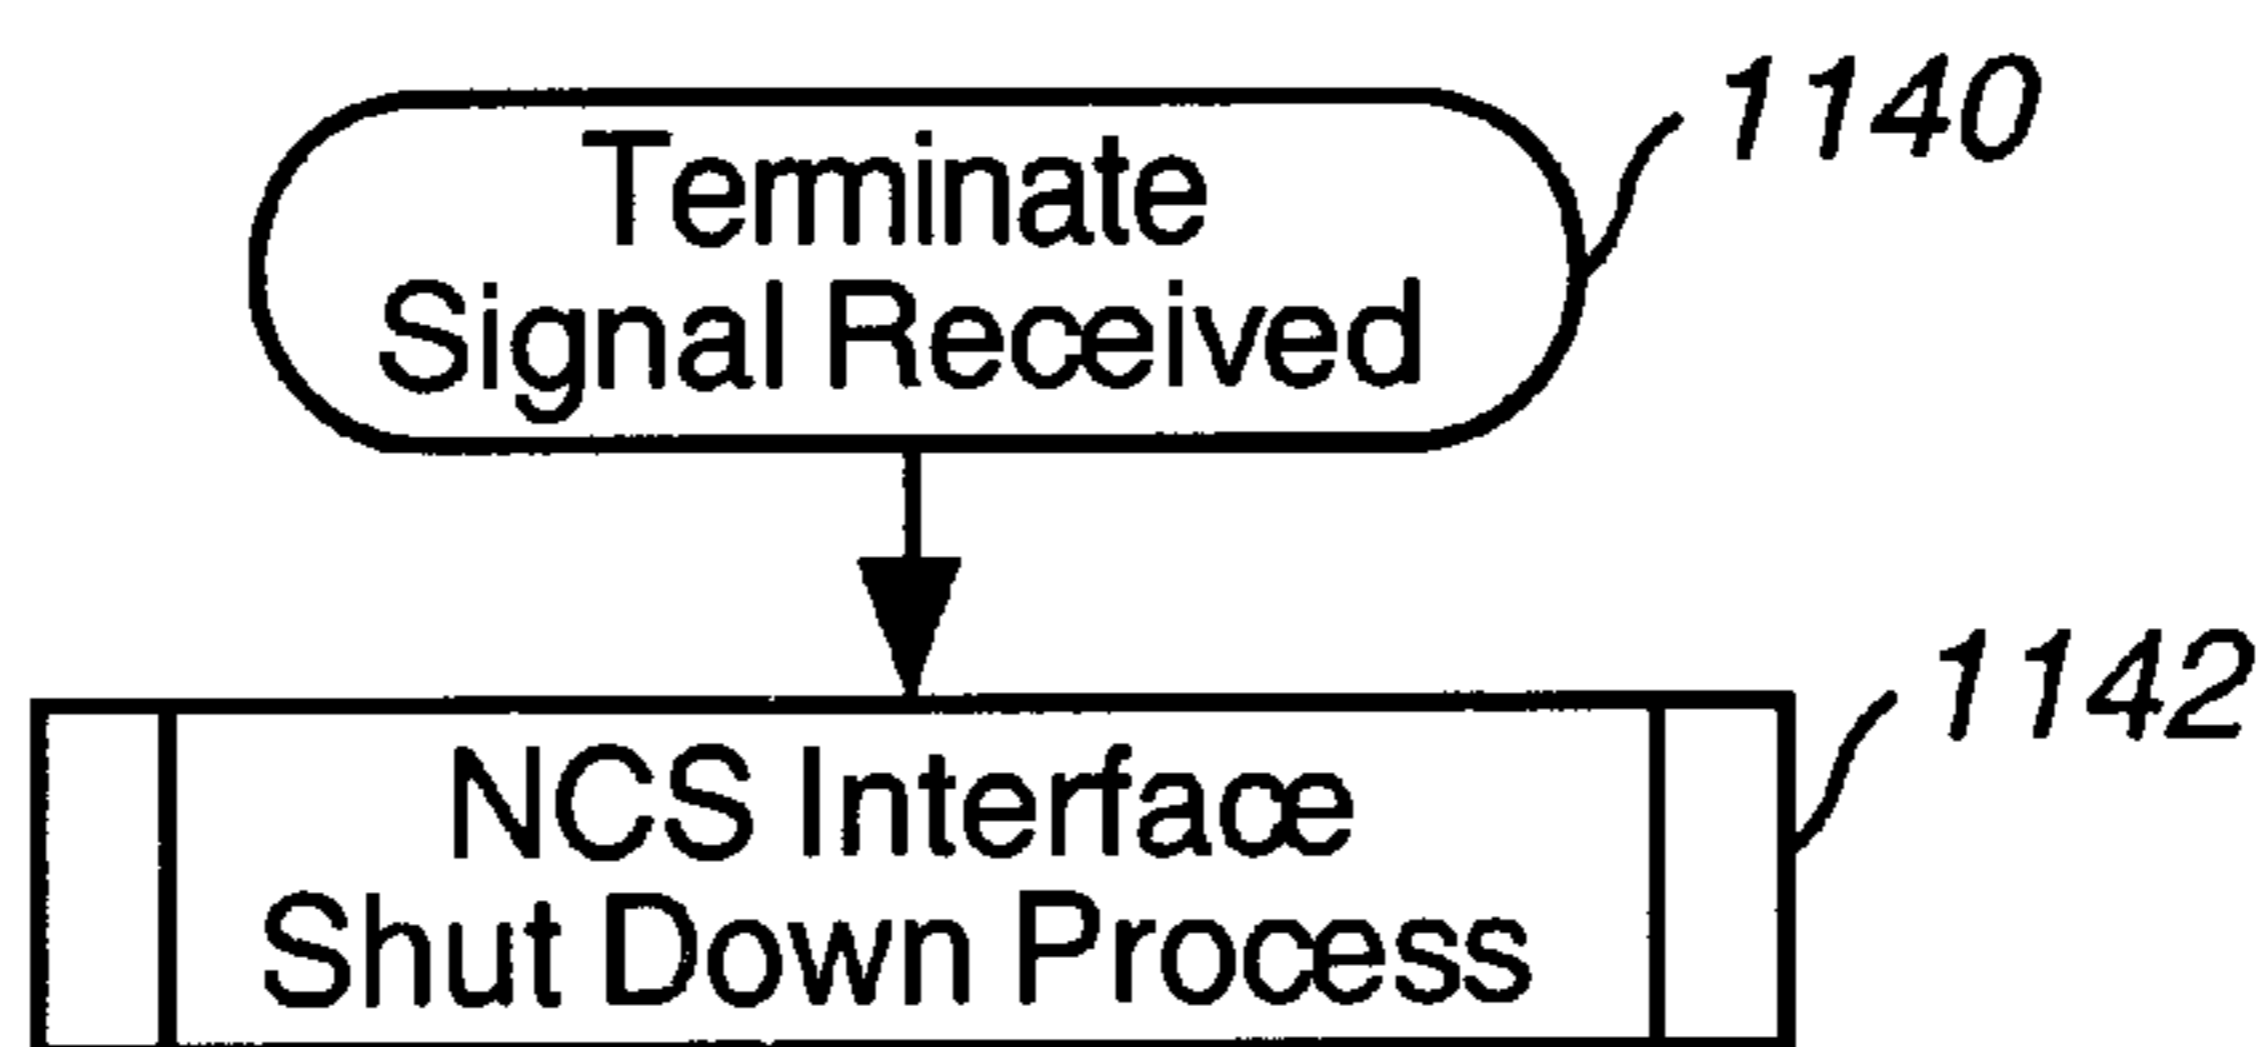 Terminate
Signal Received
1140
NCS Interface
Shut Down Process
1142